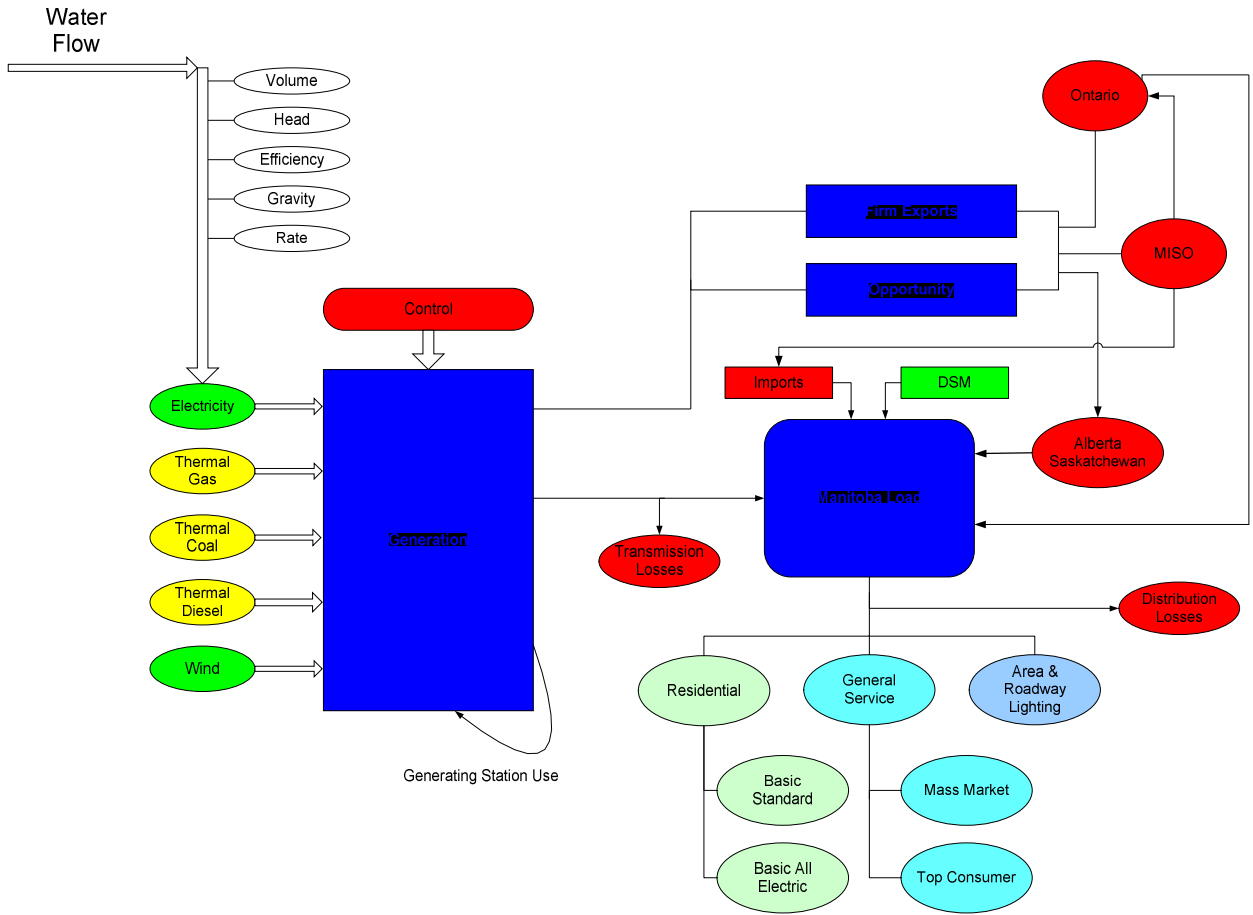 Water
Flow
Volume
Head
Efficiency
Gravity
Rate
Ontario
Firm Exports
MISO
Opportunity
Control
Imports
DSM
Electricity
Alberta
Saskatchewan
Thermal
Gas
Manitoba Load
Thermal
Coal
Generation
Transmission
Losses
Thermal
Diesel
Distribution
Losses
Wind
Residential
General
Service
Area &
Roadway
Lighting
Generating Station Use
Basic
Standard
Mass Market
Basic All
Electric
Top Consumer